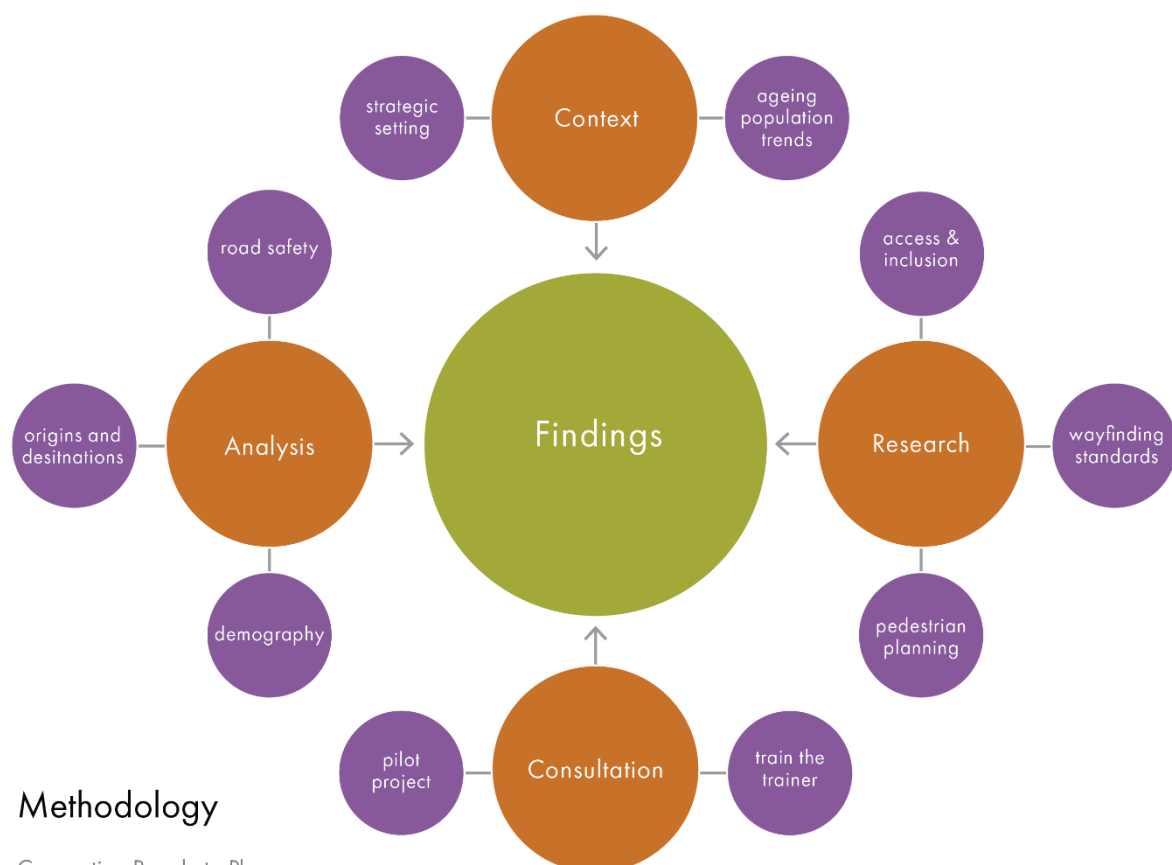 strategic
setting
Context
ageing
population
trends
road safety
access &
inclusion
origins and
desitnations
Analysis
Findings
Research
wayfinding
standards
demography
pedestrian
planning
pilot
project
Consultation
train the
trainer
Methodology